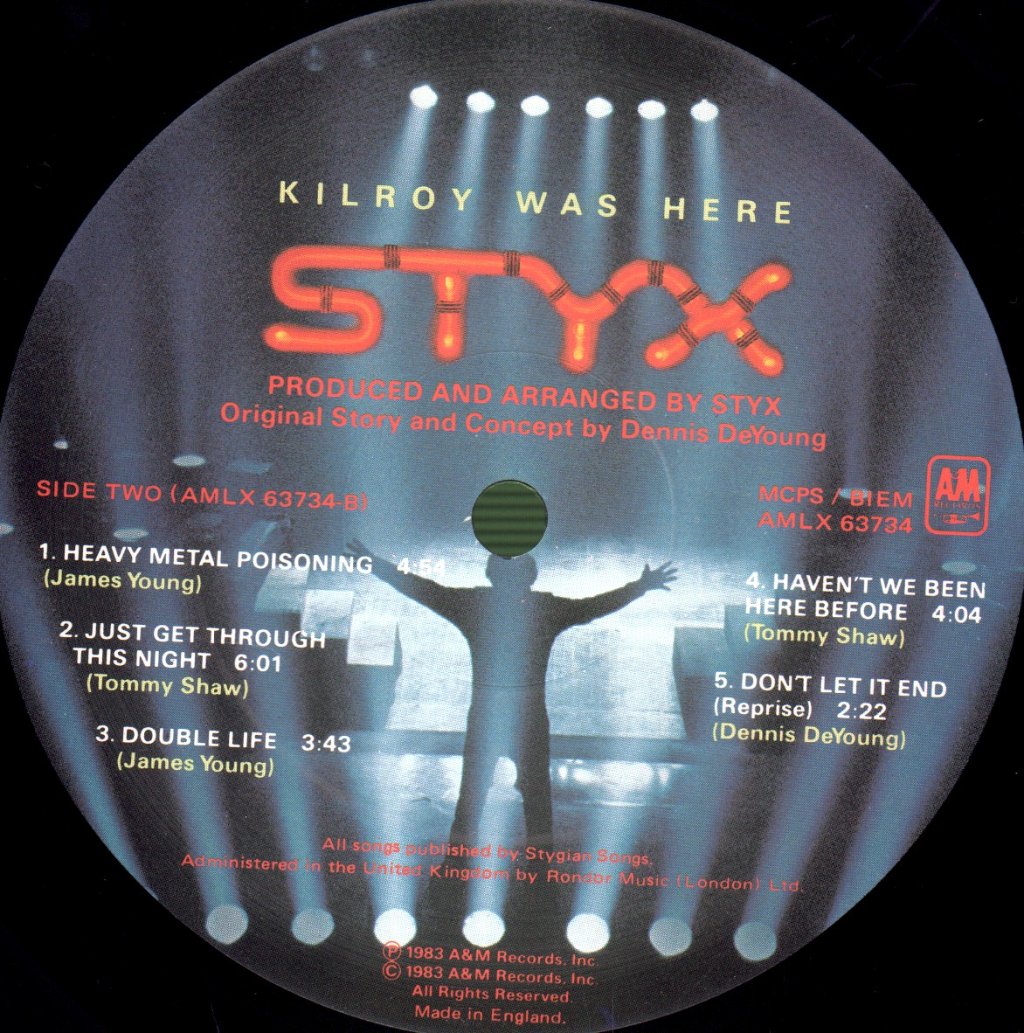 KILROY WAS HERE
STYX
PRODUCED AND ARRANGED BY STYX
Original Story and Concept by Dennis DeYoung
SIDE TWO (AMLX 63734-B)
1. HEAVY METAL POISONING 4:54
(James Young)
2. JUST GET THROUGH
THIS NIGHT 6:01
(Tommy Shaw)
3. DOUBLE LIFE 3:43
(James Young)
MCPS / BIEM
AMLX 63734
A&M
RECORDS
4. HAVEN'T WE BEEN
HERE BEFORE 4:04
(Tommy Shaw)
5. DON'T LET IT END
(Reprise) 2:22
(Dennis DeYoung)
All songs published by Stygian Songs.
Administered in the United Kingdom by Rondor Music (London) Ltd.
Ⓟ 1983 A&M Records, Inc.
© 1983 A&M Records, Inc.
All Rights Reserved.
Made in England.